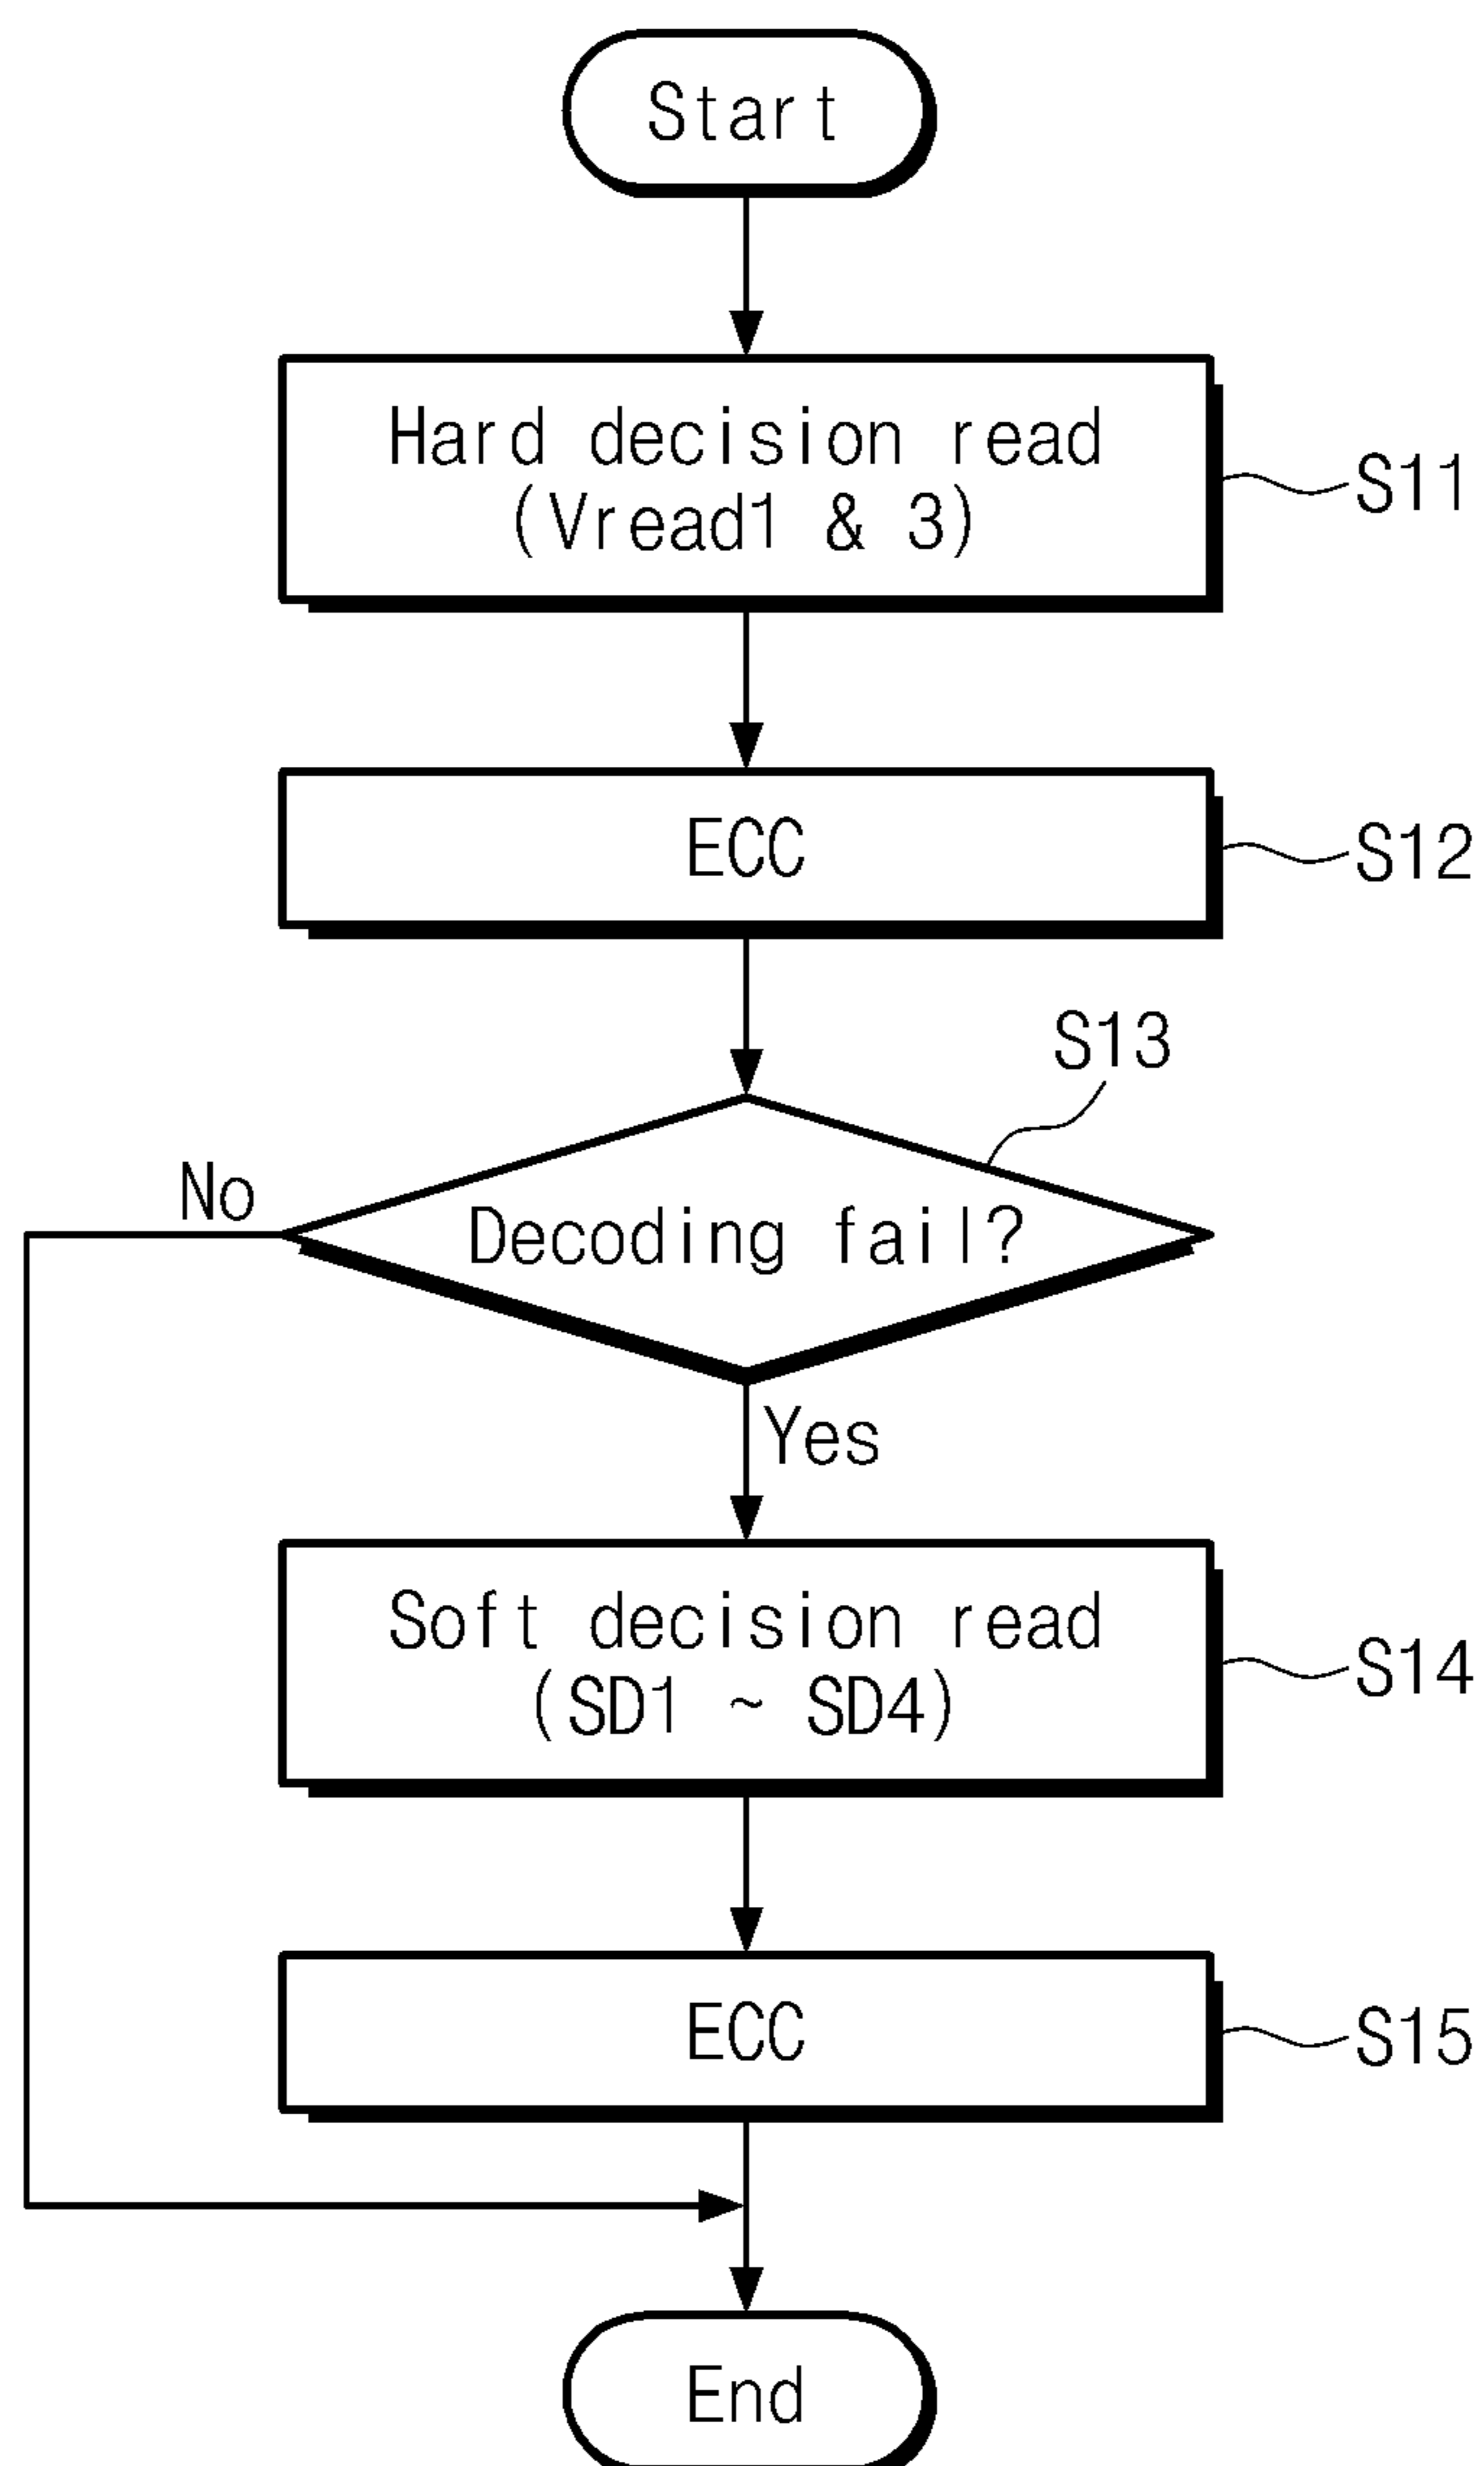 Start
Hard decision read
(Vread1 & 3)
S11
ECC
S12
S13
No
Decoding fail?
Yes
Soft decision read
(SD1 ~ SD4)
S14
ECC
S15
End